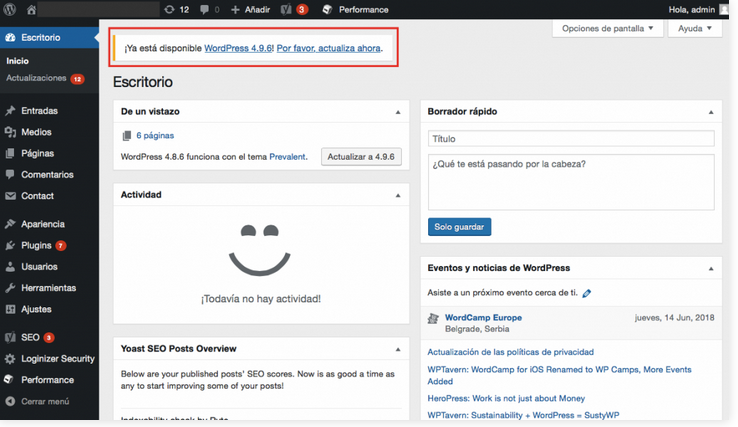 12
0
Añadir
3
Performance
Hola, admin
Escritorio
Inicio
Actualizaciones 12
Entradas
Medios
Páginas
Comentarios
Contact
Apariencia
Plugins 7
Usuarios
Herramientas
Ajustes
SEO 3
Loginizer Security
Performance
Cerrar menú
¡Ya está disponible WordPress 4.9.6! Por favor, actualiza ahora.
Opciones de pantalla
Ayuda
Escritorio
De un vistazo
6 páginas
WordPress 4.8.6 funciona con el tema Prevalent.
Actualizar a 4.9.6
Actividad
¡Todavía no hay actividad!
Yoast SEO Posts Overview
Below are your published posts' SEO scores. Now is as good a time as
any to start improving some of your posts!
Borrador rápido
Título
¿Qué te está pasando por la cabeza?
Solo guardar
Eventos y noticias de WordPress
Asiste a un próximo evento cerca de ti.
WordCamp Europe
jueves, 14 Jun, 2018
Belgrade, Serbia
Actualización de las políticas de privacidad
WPTavern: WordCamp for iOS Renamed to WP Camps, More Events
Added
HeroPress: Work is not just about Money
WPTavern: Sustainability + WordPress = SustyWP